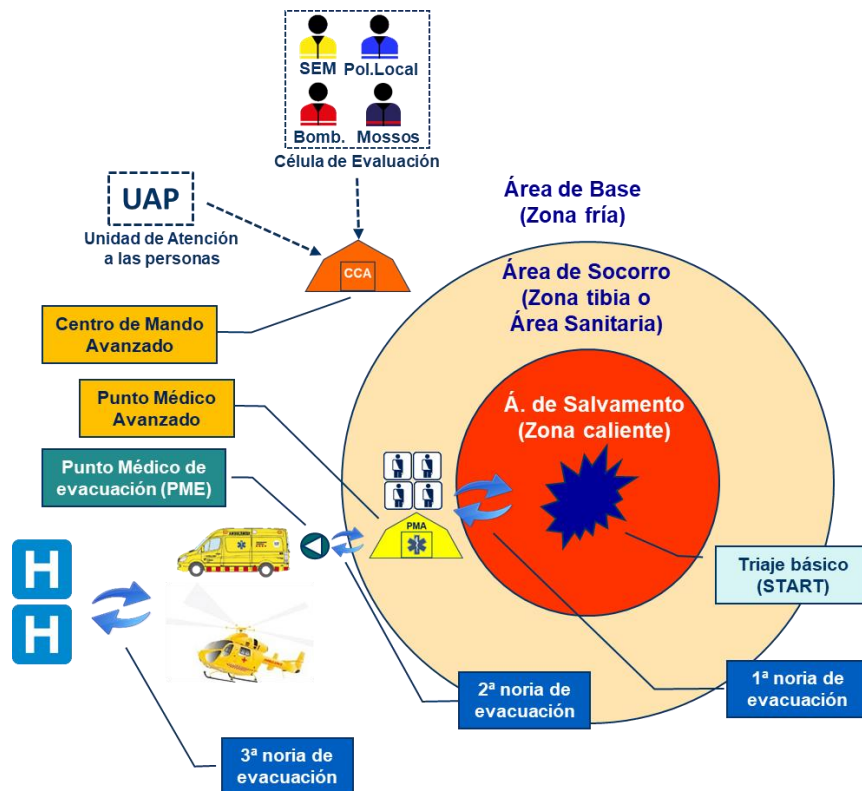 SEM
Pol.Local
Bomb.
Mossos
Célula de Evaluación
UAP
Unidad de Atención
a las personas
CCA
Área de Base
(Zona fría)
Área de Socorro
(Zona tibia o
Área Sanitaria)
Centro de Mando
Avanzado
Punto Médico
Avanzado
Á. de Salvamento
(Zona caliente)
Punto Médico de
evacuación (PME)
PMA
H
H
Triaje básico
(START)
2ª noria de
evacuación
1ª noria de
evacuación
3ª noria de
evacuación